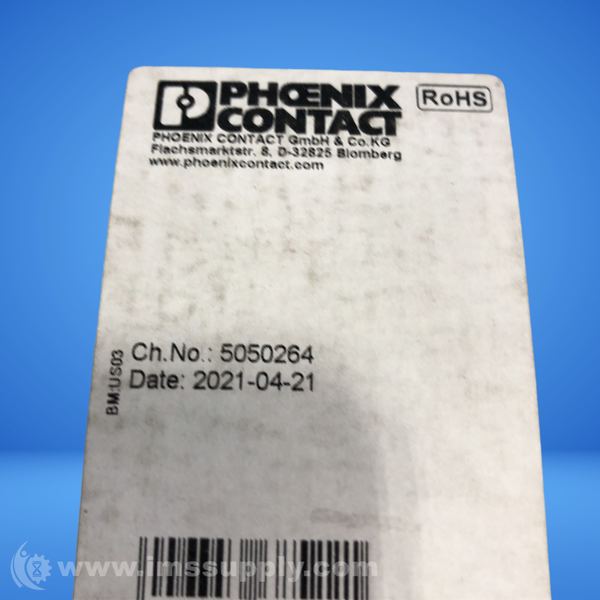 PHŒNIX
CONTACT
RoHS
PHOENIX CONTACT GmbH & Co.KG
Flachsmarktstr. 8, D-32825 Blomberg
www.phoenixcontact.com
Ch.No.: 5050264
Date: 2021-04-21
BM:US03
www.imssupply.com